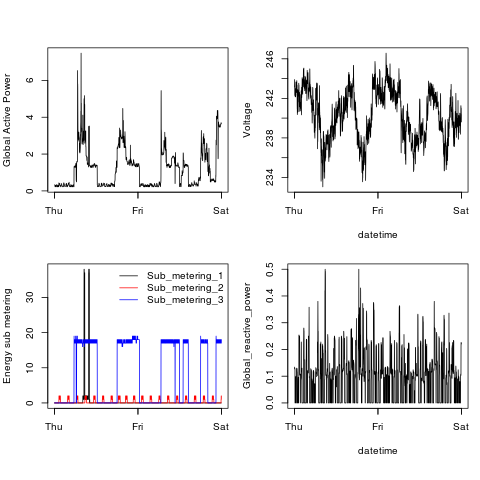 Global Active Power
0 2 4 6
Thu Fri Sat
Voltage
234 238 242 246
Thu Fri Sat
datetime
Energy sub metering
0 10 20 30
Sub_metering_1
Sub_metering_2
Sub_metering_3
Thu Fri Sat
Global_reactive_power
0.0 0.1 0.2 0.3 0.4 0.5
Thu Fri Sat
datetime